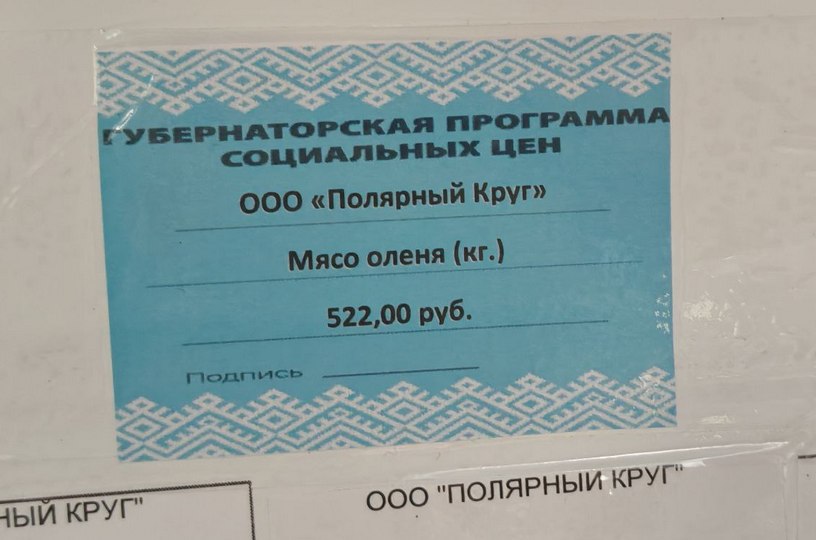 ГУБЕРНАТОРСКАЯ ПРОГРАММА
СОЦИАЛЬНЫХ ЦЕН
ООО «Полярный Круг»
Мясо оленя (кг.)
522,00 руб.
Подпись
НЫЙ КРУГ"
ООО "ПОЛЯРНЫЙ КРУГ"